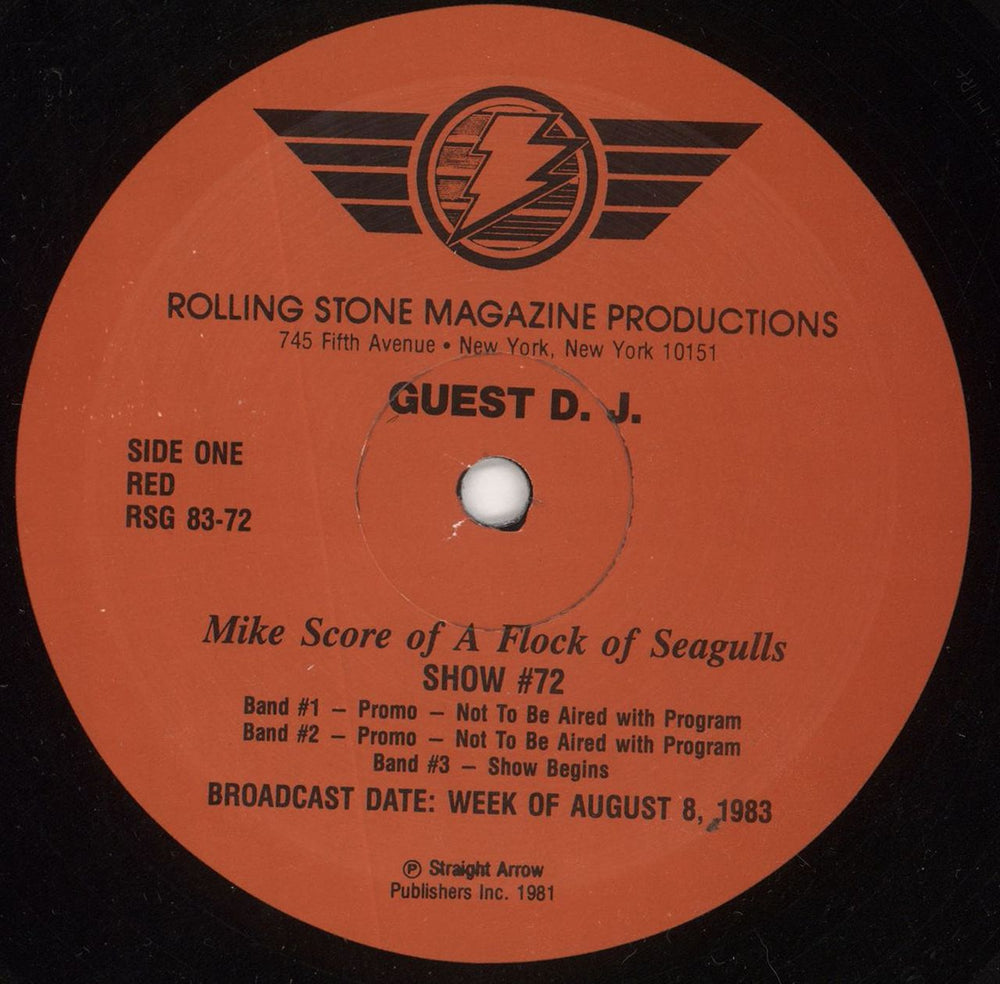 ROLLING STONE MAGAZINE PRODUCTIONS
745 Fifth Avenue • New York, New York 10151
GUEST D. J.
SIDE ONE
RED
RSG 83-72
Mike Score of A Flock of Seagulls
SHOW #72
Band #1 – Promo – Not To Be Aired with Program
Band #2 – Promo – Not To Be Aired with Program
Band #3 – Show Begins
BROADCAST DATE: WEEK OF AUGUST 8, 1983
℗ Straight Arrow
Publishers Inc. 1981